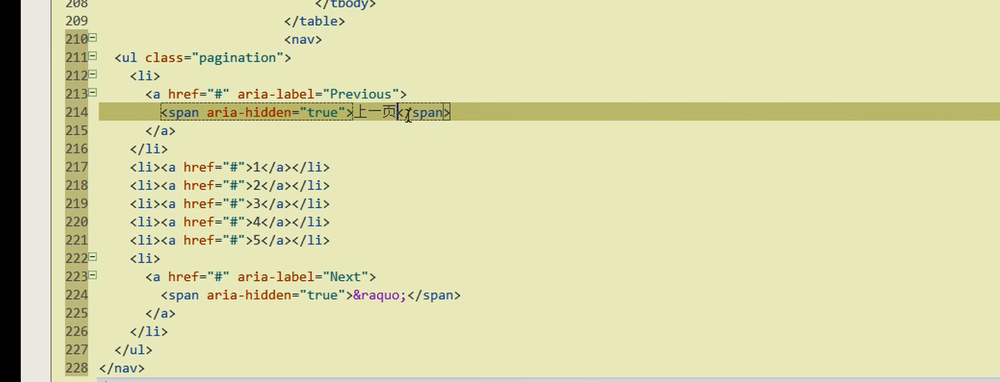 208 </tbody>
209 </table>
210 <nav>
211 <ul class="pagination">
212 <li>
213 <a href="#" aria-label="Previous">
214 <span aria-hidden="true">上一页</span>
215 </a>
216 </li>
217 <li><a href="#">1</a></li>
218 <li><a href="#">2</a></li>
219 <li><a href="#">3</a></li>
220 <li><a href="#">4</a></li>
221 <li><a href="#">5</a></li>
222 <li>
223 <a href="#" aria-label="Next">
224 <span aria-hidden="true">&raquo;</span>
225 </a>
226 </li>
227 </ul>
228 </nav>